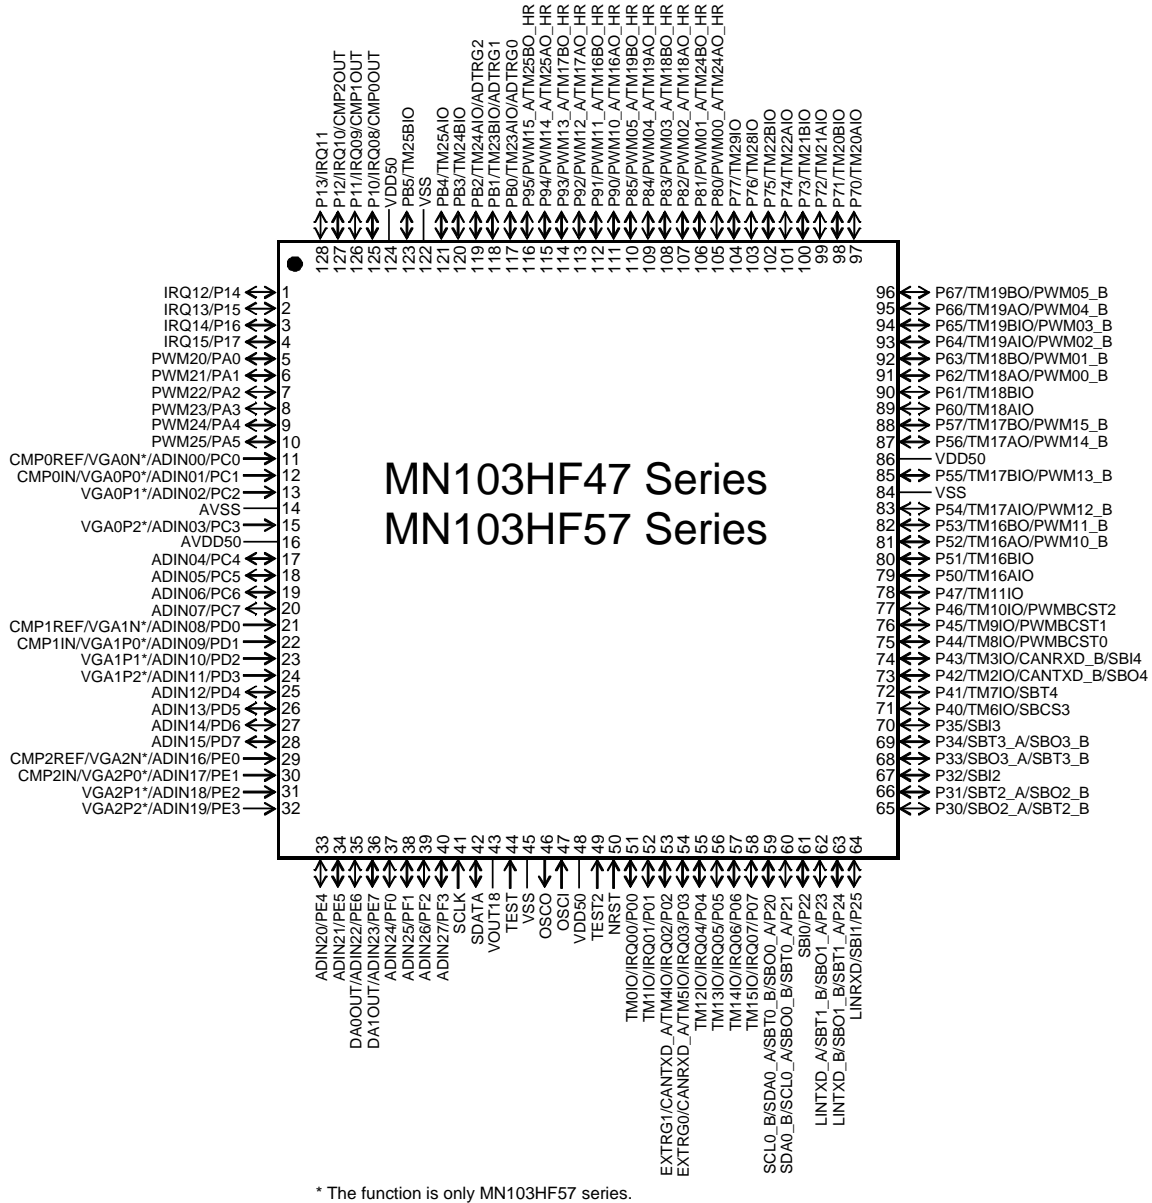 P13/IRQ11
P12/IRQ10/CMP2OUT
P11/IRQ09/CMP1OUT
P10/IRQ08/CMP0OUT
VDD50
PB5/TM25BIO
VSS
PB4/TM25AIO
PB3/TM24BIO
PB2/TM24AIO/ADTRG2
PB1/TM23BIO/ADTRG1
PB0/TM23AIO/ADTRG0
P95/PWM15_A/TM25BO_HR
P94/PWM14_A/TM25AO_HR
P93/PWM13_A/TM17BO_HR
P92/PWM12_A/TM17AO_HR
P91/PWM11_A/TM16BO_HR
P90/PWM10_A/TM16AO_HR
P85/PWM05_A/TM19BO_HR
P84/PWM04_A/TM19AO_HR
P83/PWM03_A/TM18BO_HR
P82/PWM02_A/TM18AO_HR
P81/PWM01_A/TM24BO_HR
P80/PWM00_A/TM24AO_HR
P77/TM29IO
P76/TM28IO
P75/TM22BIO
P74/TM22AIO
P73/TM21BIO
P72/TM21AIO
P71/TM20BIO
P70/TM20AIO
128 127 126 125 124 123 122 121 120 119 118 117 116 115 114 113 112 111 110 109 108 107 106 105 104 103 102 101 100 99 98 97
IRQ12/P14 1
IRQ13/P15 2
IRQ14/P16 3
IRQ15/P17 4
PWM20/PA0 5
PWM21/PA1 6
PWM22/PA2 7
PWM23/PA3 8
PWM24/PA4 9
PWM25/PA5 10
CMP0REF/VGA0N*/ADIN00/PC0 11
CMP0IN/VGA0P0*/ADIN01/PC1 12
VGA0P1*/ADIN02/PC2 13
AVSS 14
VGA0P2*/ADIN03/PC3 15
AVDD50 16
ADIN04/PC4 17
ADIN05/PC5 18
ADIN06/PC6 19
ADIN07/PC7 20
CMP1REF/VGA1N*/ADIN08/PD0 21
CMP1IN/VGA1P0*/ADIN09/PD1 22
VGA1P1*/ADIN10/PD2 23
VGA1P2*/ADIN11/PD3 24
ADIN12/PD4 25
ADIN13/PD5 26
ADIN14/PD6 27
ADIN15/PD7 28
CMP2REF/VGA2N*/ADIN16/PE0 29
CMP2IN/VGA2P0*/ADIN17/PE1 30
VGA2P1*/ADIN18/PE2 31
VGA2P2*/ADIN19/PE3 32
MN103HF47 Series
MN103HF57 Series
96 P67/TM19BO/PWM05_B
95 P66/TM19AO/PWM04_B
94 P65/TM19BIO/PWM03_B
93 P64/TM19AIO/PWM02_B
92 P63/TM18BO/PWM01_B
91 P62/TM18AO/PWM00_B
90 P61/TM18BIO
89 P60/TM18AIO
88 P57/TM17BO/PWM15_B
87 P56/TM17AO/PWM14_B
86 VDD50
85 P55/TM17BIO/PWM13_B
84 VSS
83 P54/TM17AIO/PWM12_B
82 P53/TM16BO/PWM11_B
81 P52/TM16AO/PWM10_B
80 P51/TM16BIO
79 P50/TM16AIO
78 P47/TM11IO
77 P46/TM10IO/PWMBCST2
76 P45/TM9IO/PWMBCST1
75 P44/TM8IO/PWMBCST0
74 P43/TM3IO/CANRXD_B/SBI4
73 P42/TM2IO/CANTXD_B/SBO4
72 P41/TM7IO/SBT4
71 P40/TM6IO/SBCS3
70 P35/SBI3
69 P34/SBT3_A/SBO3_B
68 P33/SBO3_A/SBT3_B
67 P32/SBI2
66 P31/SBT2_A/SBO2_B
65 P30/SBO2_A/SBT2_B
33 34 35 36 37 38 39 40 41 42 43 44 45 46 47 48 49 50 51 52 53 54 55 56 57 58 59 60 61 62 63 64
ADIN20/PE4
ADIN21/PE5
DA0OUT/ADIN22/PE6
DA1OUT/ADIN23/PE7
ADIN24/PF0
ADIN25/PF1
ADIN26/PF2
ADIN27/PF3
SCLK
SDATA
VOUT18
TEST
VSS
OSCO
OSCI
VDD50
TEST2
NRST
TM0IO/IRQ00/P00
TM1IO/IRQ01/P01
EXTRG1/CANTXD_A/TM4IO/IRQ02/P02
EXTRG0/CANRXD_A/TM5IO/IRQ03/P03
TM12IO/IRQ04/P04
TM13IO/IRQ05/P05
TM14IO/IRQ06/P06
TM15IO/IRQ07/P07
SCL0_B/SDA0_A/SBT0_B/SBO0_A/P20
SDA0_B/SCL0_A/SBO0_B/SBT0_A/P21
SBI0/P22
LINTXD_A/SBT1_B/SBO1_A/P23
LINTXD_B/SBO1_B/SBT1_A/P24
LINRXD/SBI1/P25
* The function is only MN103HF57 series.